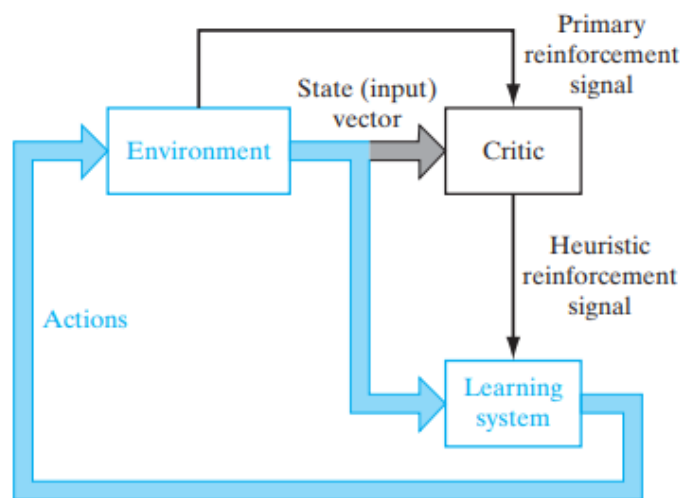 Primary
reinforcement
signal
State (input)
vector
Environment
Critic
Heuristic
reinforcement
signal
Actions
Learning
system